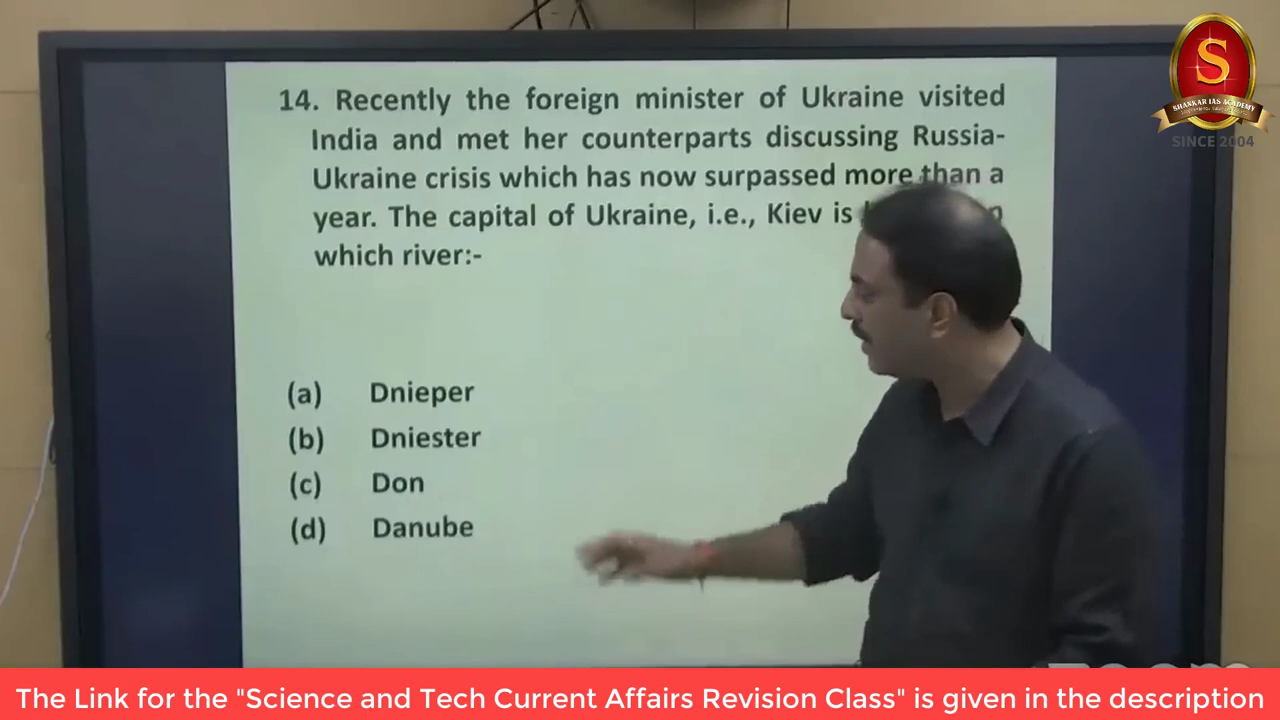 14. Recently the foreign minister of Ukraine visited
India and met her counterparts discussing Russia-
Ukraine crisis which has now surpassed more than a
year. The capital of Ukraine, i.e., Kiev is
which river:-
(a) Dnieper
(b) Dniester
(c) Don
(d) Danube
S
SHANKAR IAS ACADEMY
SINCE 2004
The Link for the "Science and Tech Current Affairs Revision Class" is given in the description